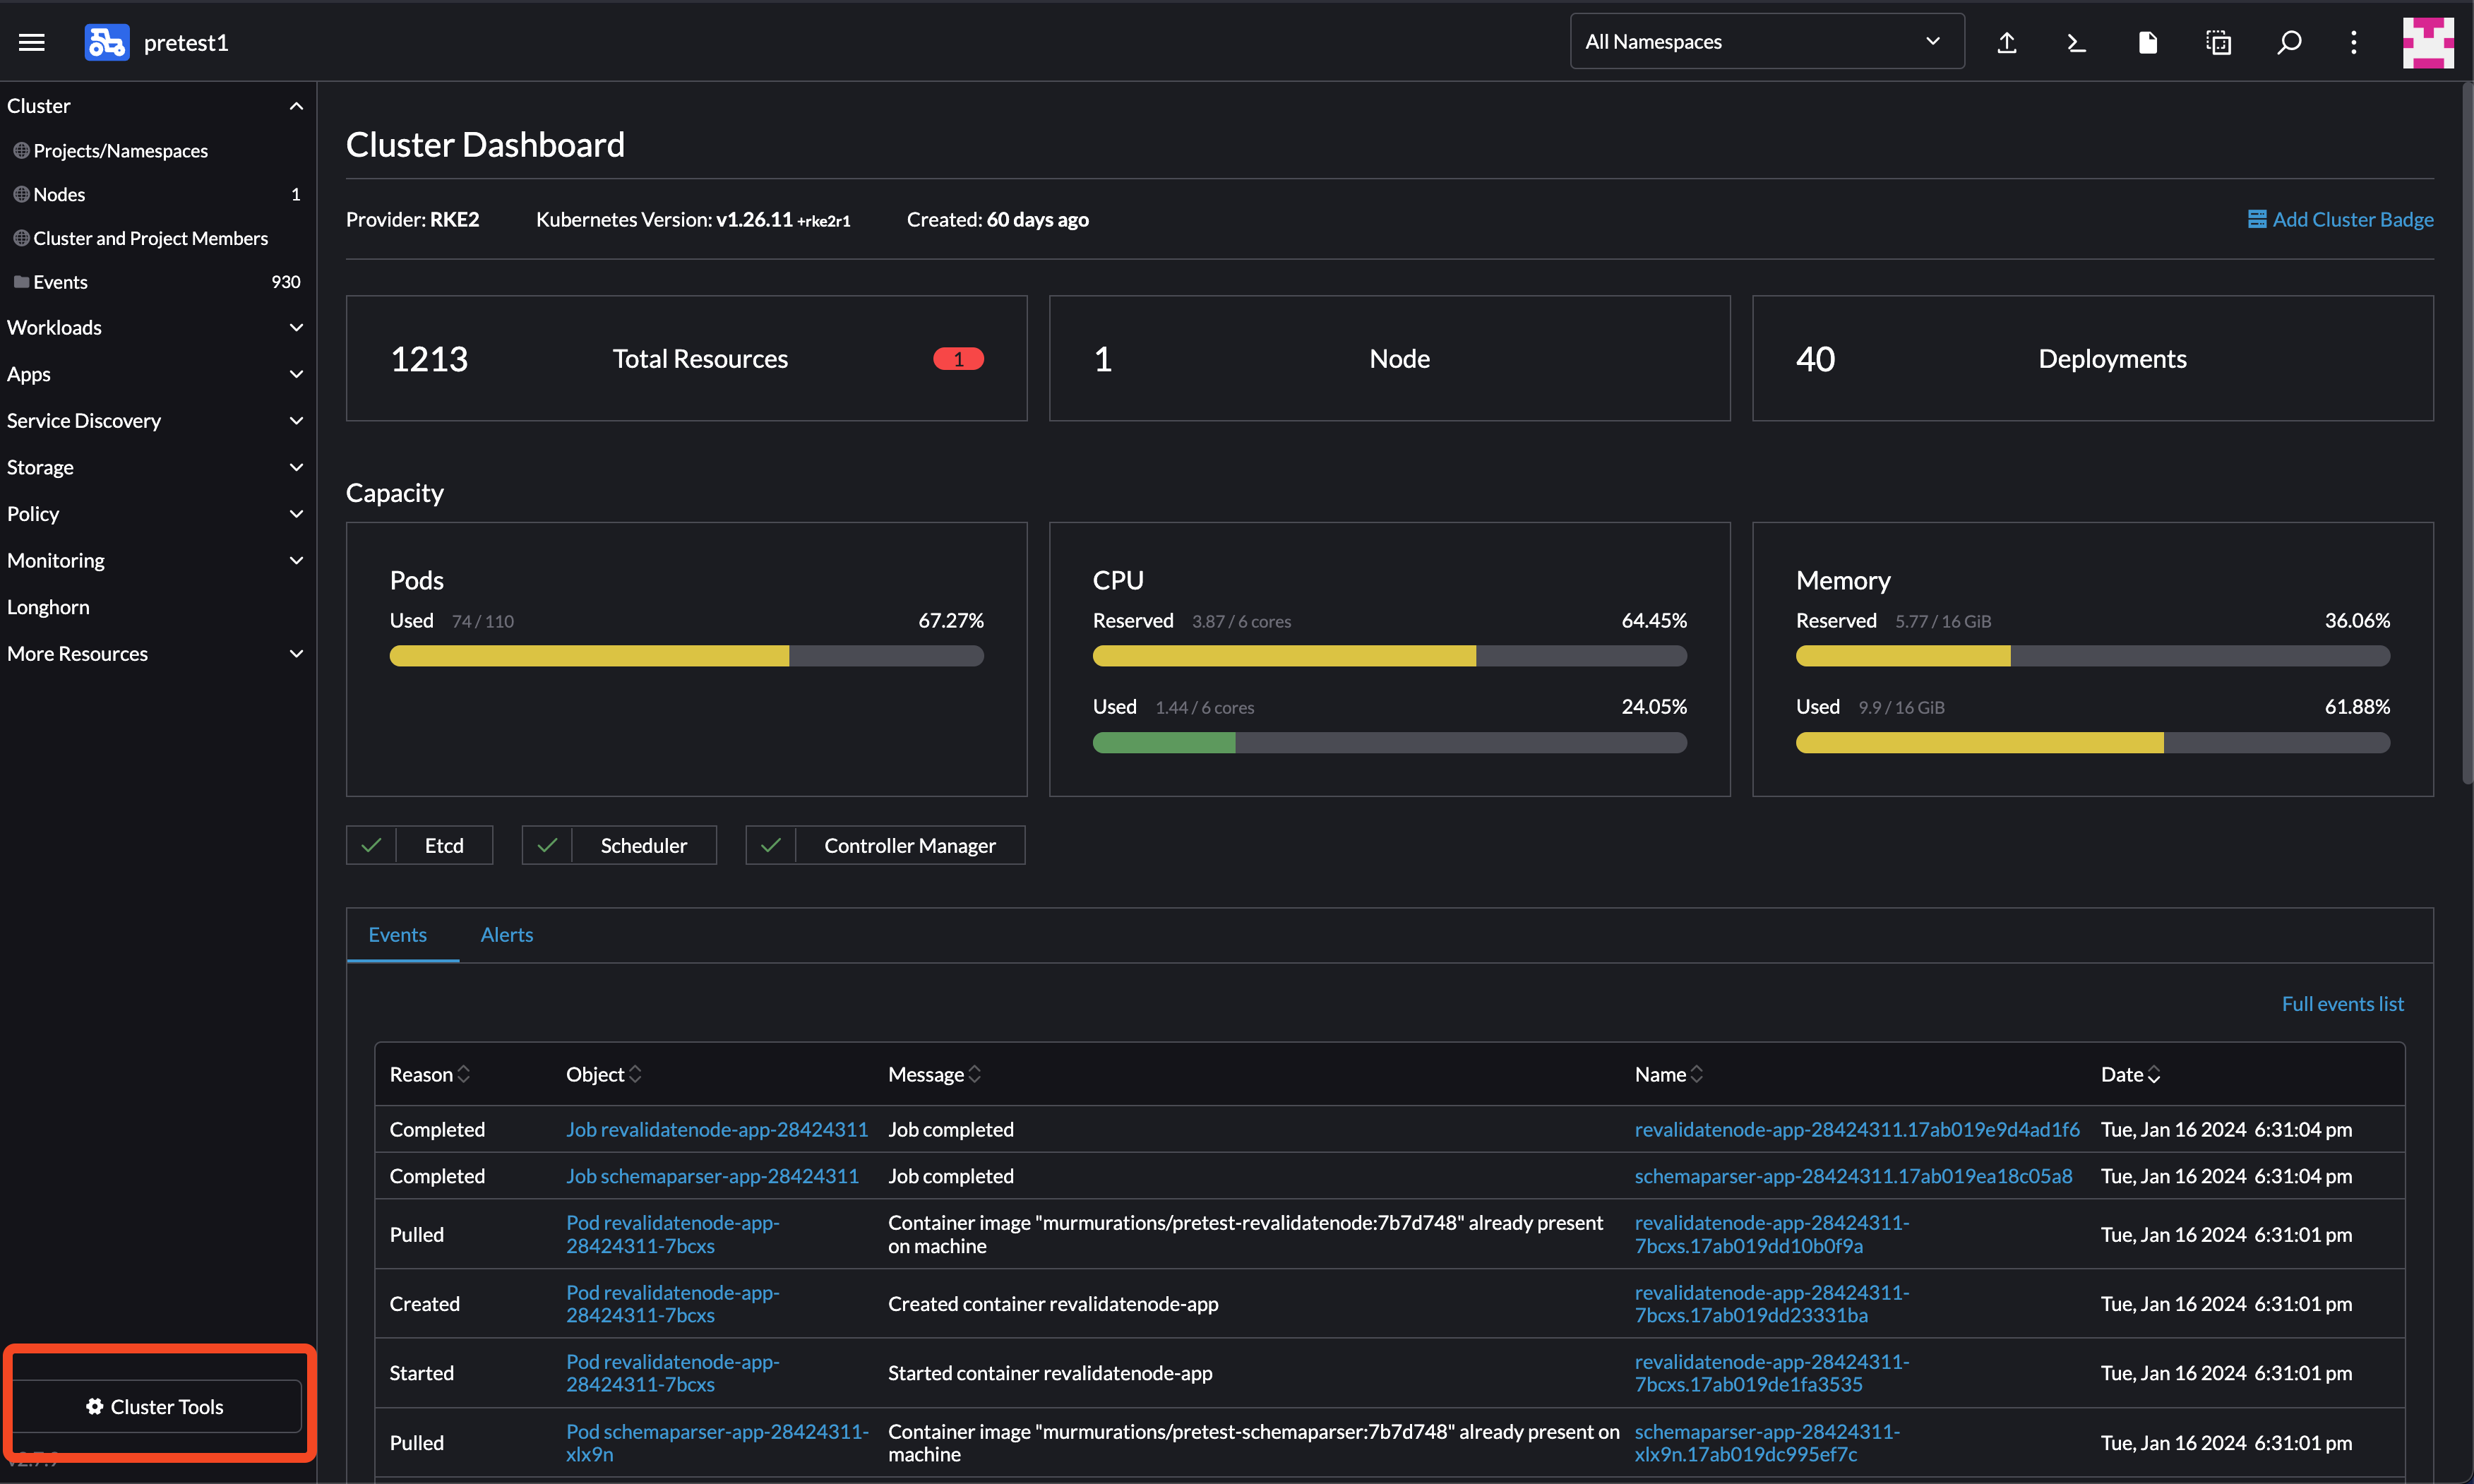 pretest1
All Namespaces
Cluster
Projects/Namespaces
Nodes 1
Cluster and Project Members
Events 930
Workloads
Apps
Service Discovery
Storage
Policy
Monitoring
Longhorn
More Resources
Cluster Tools
Cluster Dashboard
Provider: RKE2 Kubernetes Version: v1.26.11 +rke2r1 Created: 60 days ago Add Cluster Badge
1213 Total Resources 1
1 Node
40 Deployments
Capacity
Pods
Used 74 / 110 67.27%
CPU
Reserved 3.87 / 6 cores 64.45%
Used 1.44 / 6 cores 24.05%
Memory
Reserved 5.77 / 16 GiB 36.06%
Used 9.9 / 16 GiB 61.88%
Etcd Scheduler Controller Manager
Events Alerts
Full events list
Reason Object Message Name Date
Completed Job revalidatenode-app-28424311 Job completed revalidatenode-app-28424311.17ab019e9d4ad1f6 Tue, Jan 16 2024 6:31:04 pm
Completed Job schemaparser-app-28424311 Job completed schemaparser-app-28424311.17ab019ea18c05a8 Tue, Jan 16 2024 6:31:04 pm
Pulled Pod revalidatenode-app-28424311-7bcxs Container image "murmurations/pretest-revalidatenode:7b7d748" already present on machine revalidatenode-app-28424311-7bcxs.17ab019dd10b0f9a Tue, Jan 16 2024 6:31:01 pm
Created Pod revalidatenode-app-28424311-7bcxs Created container revalidatenode-app revalidatenode-app-28424311-7bcxs.17ab019dd23331ba Tue, Jan 16 2024 6:31:01 pm
Started Pod revalidatenode-app-28424311-7bcxs Started container revalidatenode-app revalidatenode-app-28424311-7bcxs.17ab019de1fa3535 Tue, Jan 16 2024 6:31:01 pm
Pulled Pod schemaparser-app-28424311-xlx9n Container image "murmurations/pretest-schemaparser:7b7d748" already present on machine schemaparser-app-28424311-xlx9n.17ab019dc995ef7c Tue, Jan 16 2024 6:31:01 pm